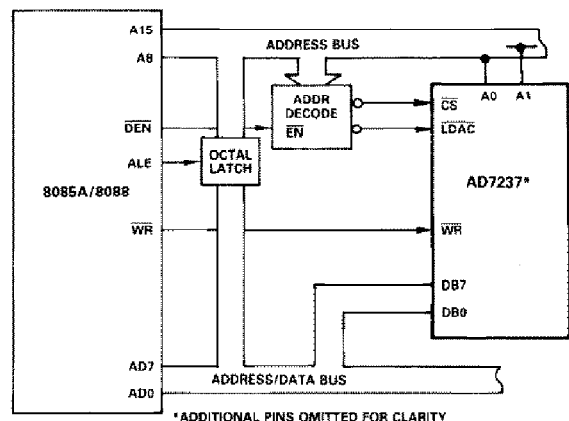 A15
ADDRESS BUS
A8
ADDR
DECODE
EN
CS
A0
A1
LDAC
DEN
ALE
OCTAL
LATCH
8085A/8088
AD7237*
WR
WR
DB7
DB0
AD7
ADDRESS/DATA BUS
AD0
*ADDITIONAL PINS OMITTED FOR CLARITY